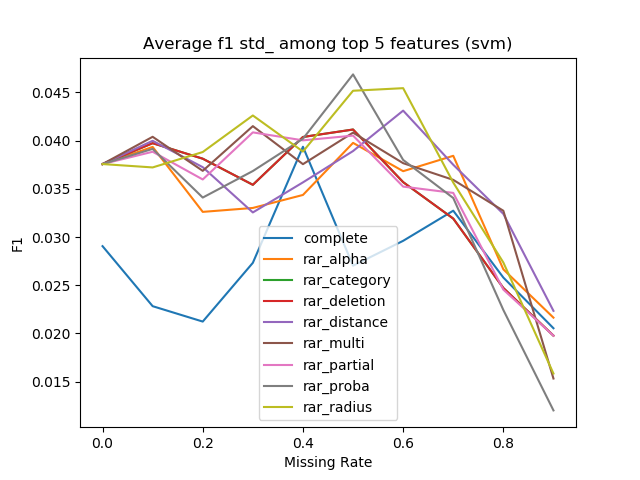 Average f1 std_ among top 5 features (svm)
0.045
0.040
0.035
0.030
0.025
0.020
0.015
F1
complete
rar_alpha
rar_category
rar_deletion
rar_distance
rar_multi
rar_partial
rar_proba
rar_radius
0.0 0.2 0.4 0.6 0.8
Missing Rate